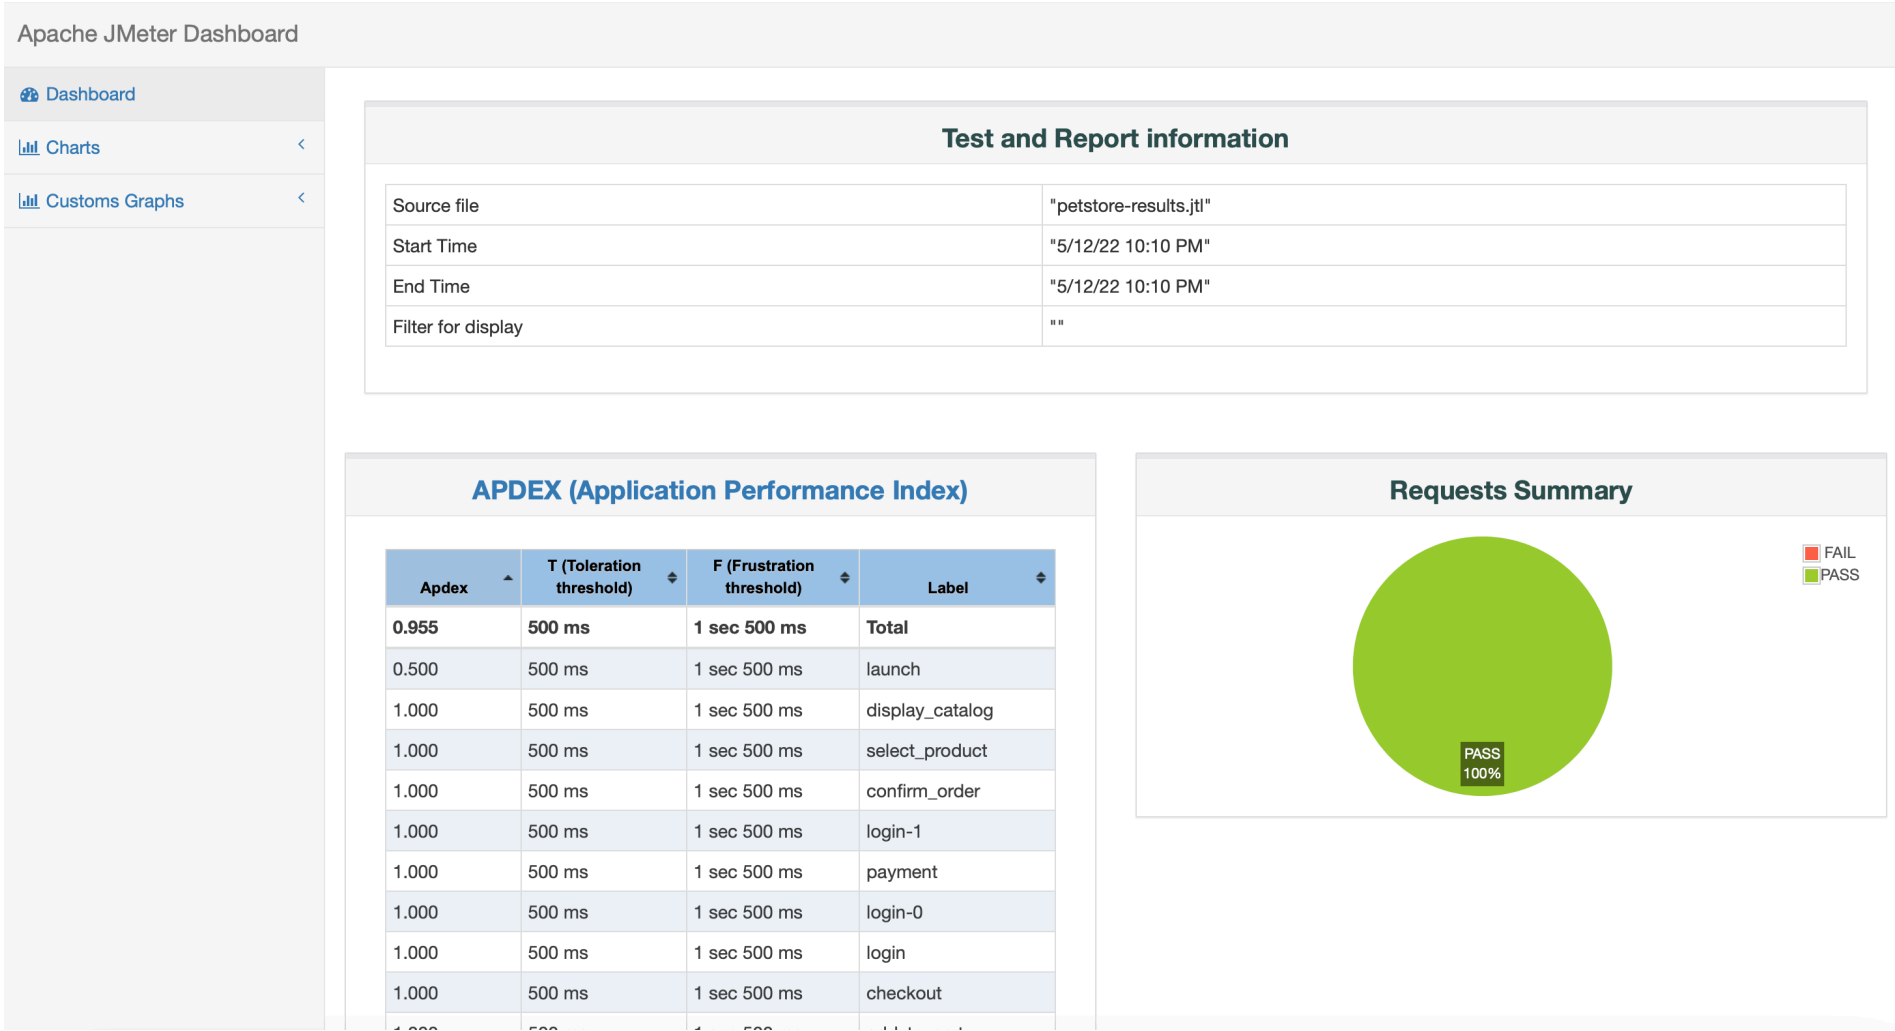 Apache JMeter Dashboard
Dashboard
Charts
Customs Graphs
Test and Report information
Source file "petstore-results.jtl"
Start Time "5/12/22 10:10 PM"
End Time "5/12/22 10:10 PM"
Filter for display ""
APDEX (Application Performance Index)
Apdex T (Toleration threshold) F (Frustration threshold) Label
0.955 500 ms 1 sec 500 ms Total
0.500 500 ms 1 sec 500 ms launch
1.000 500 ms 1 sec 500 ms display_catalog
1.000 500 ms 1 sec 500 ms select_product
1.000 500 ms 1 sec 500 ms confirm_order
1.000 500 ms 1 sec 500 ms login-1
1.000 500 ms 1 sec 500 ms payment
1.000 500 ms 1 sec 500 ms login-0
1.000 500 ms 1 sec 500 ms login
1.000 500 ms 1 sec 500 ms checkout
Requests Summary
FAIL
PASS
PASS
100%